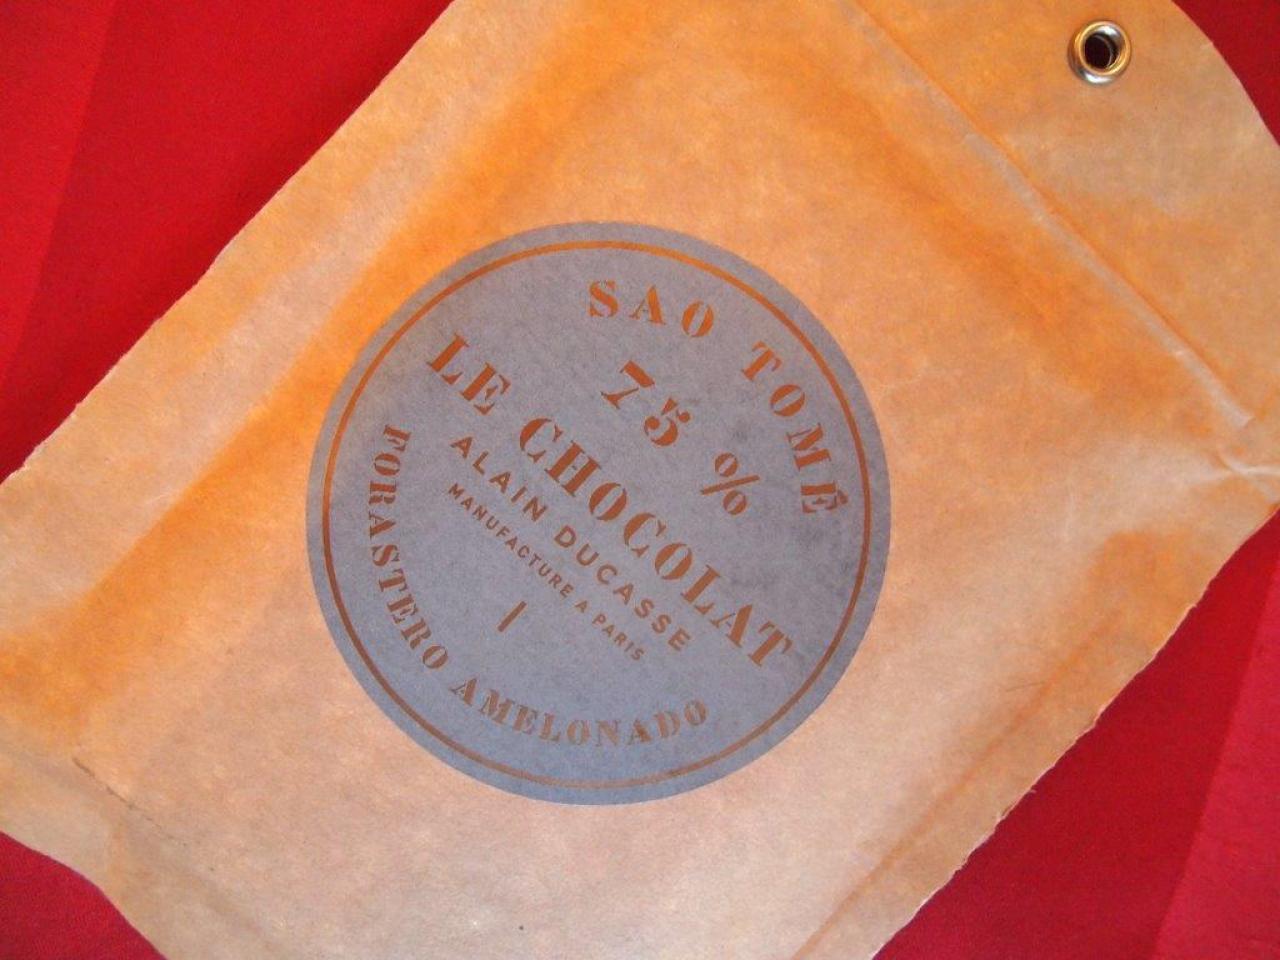 SAO TOMÉ
75 %
LE CHOCOLAT
ALAIN DUCASSE
MANUFACTURE A PARIS
FORASTERO AMELONADO